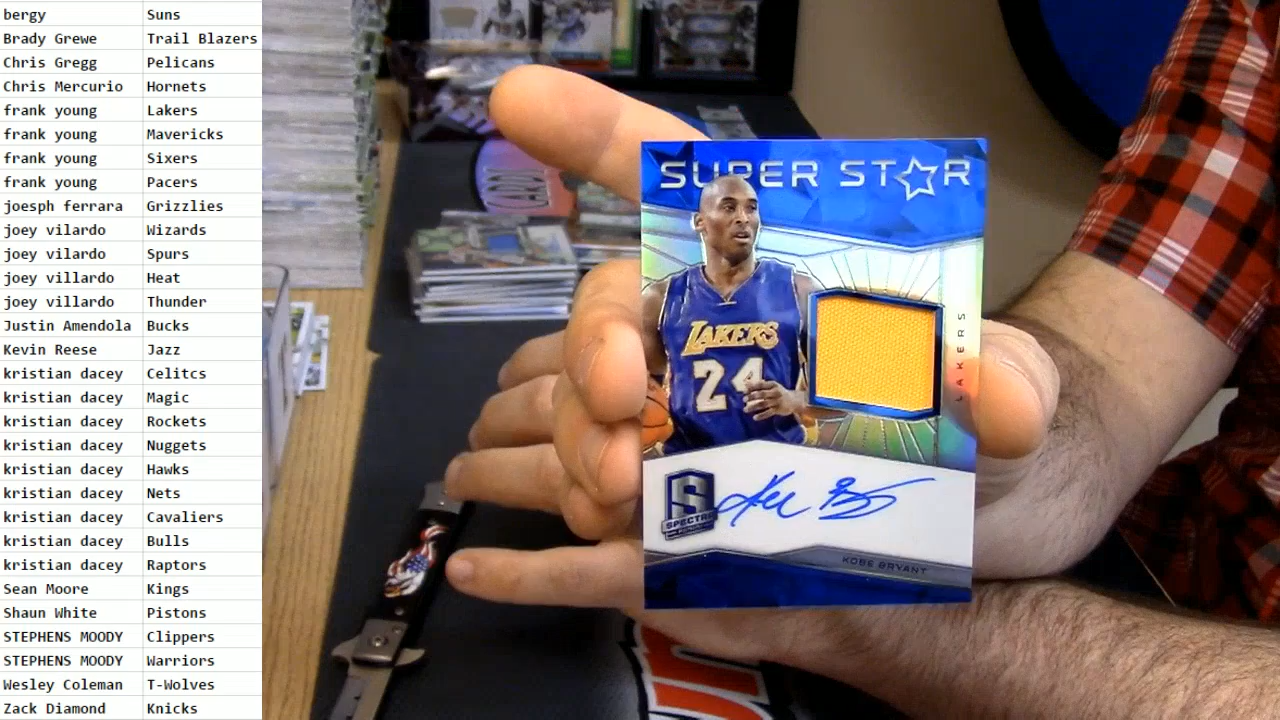 bergy Suns
Brady Grewe Trail Blazers
Chris Gregg Pelicans
Chris Mercurio Hornets
frank young Lakers
frank young Mavericks
frank young Sixers
frank young Pacers
joesph ferrara Grizzlies
joey vilardo Wizards
joey vilardo Spurs
joey villardo Heat
joey villardo Thunder
Justin Amendola Bucks
Kevin Reese Jazz
kristian dacey Celitcs
kristian dacey Magic
kristian dacey Rockets
kristian dacey Nuggets
kristian dacey Hawks
kristian dacey Nets
kristian dacey Cavaliers
kristian dacey Bulls
kristian dacey Raptors
Sean Moore Kings
Shaun White Pistons
STEPHENS MOODY Clippers
STEPHENS MOODY Warriors
Wesley Coleman T-Wolves
Zack Diamond Knicks
SUPER STAR
LAKERS
24
LAKERS
S
SPECTRA
KOBE BRYANT